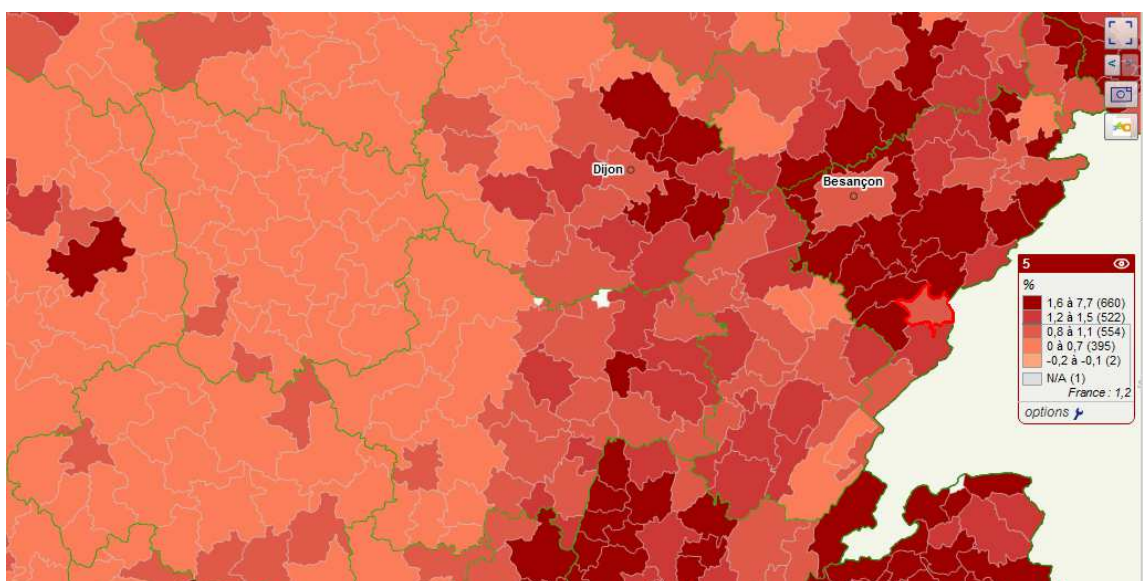 Dijon
Besançon
5
%
1,6 à 7,7 (660)
1,2 à 1,5 (522)
0,8 à 1,1 (554)
0 à 0,7 (395)
-0,2 à -0,1 (2)
N/A (1)
France : 1,2
options